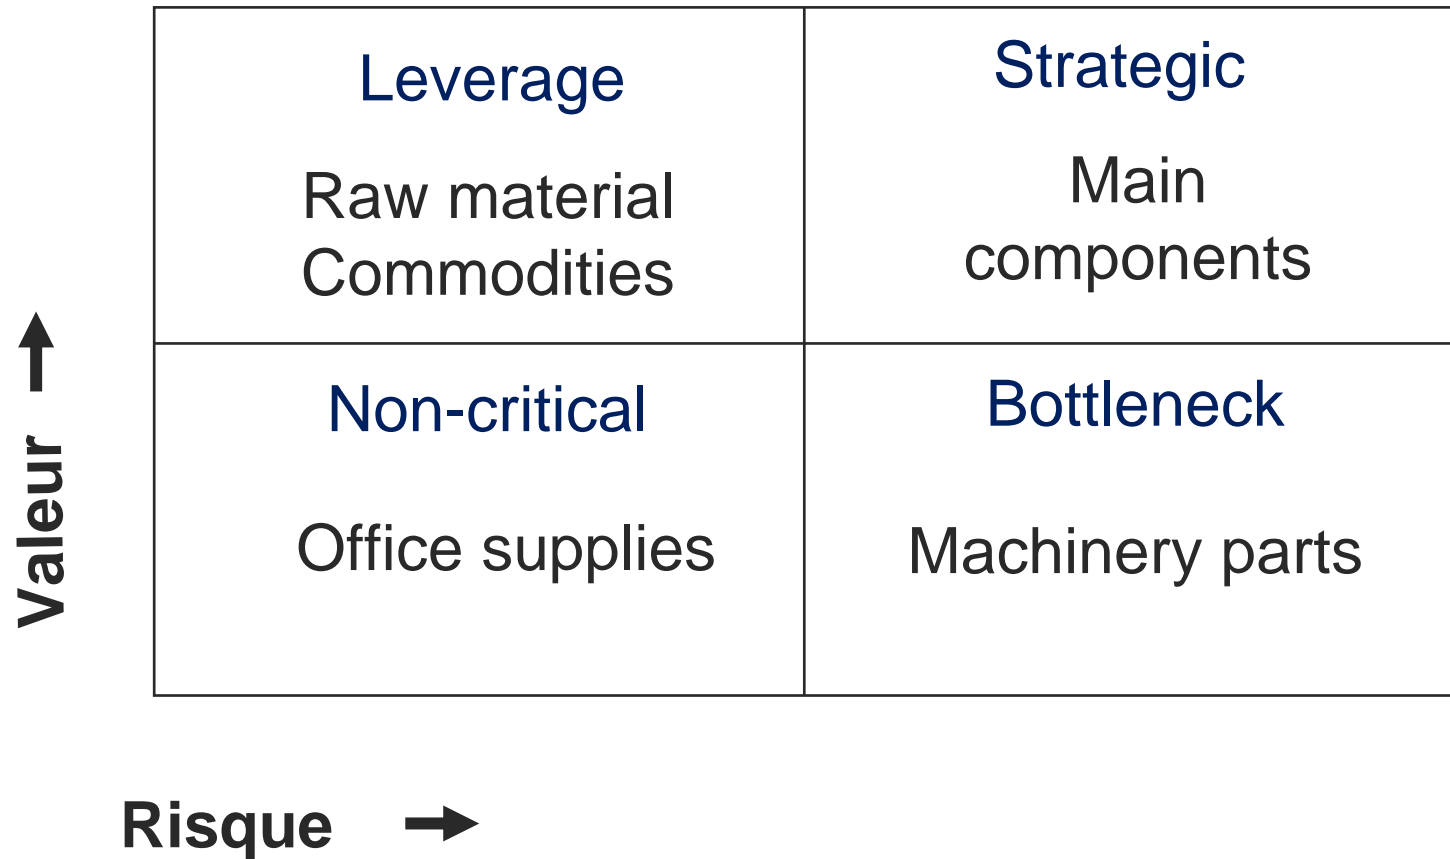 Leverage
Raw material
Commodities
Strategic
Main
components
Non-critical
Office supplies
Bottleneck
Machinery parts
Valeur
Risque